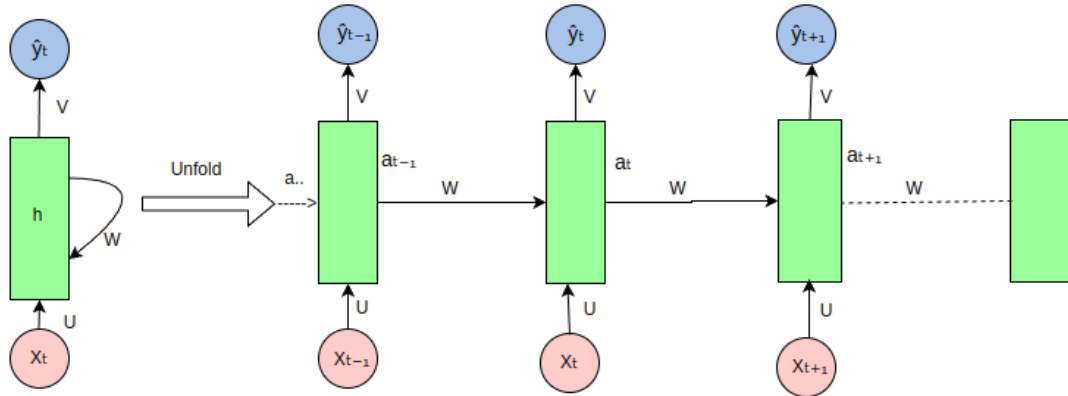 ŷt
V
h
W
U
Xt
Unfold
a..
ŷt−1
V
at−1
W
U
Xt−1
ŷt
V
at
W
U
Xt
ŷt+1
V
at+1
W
U
Xt+1